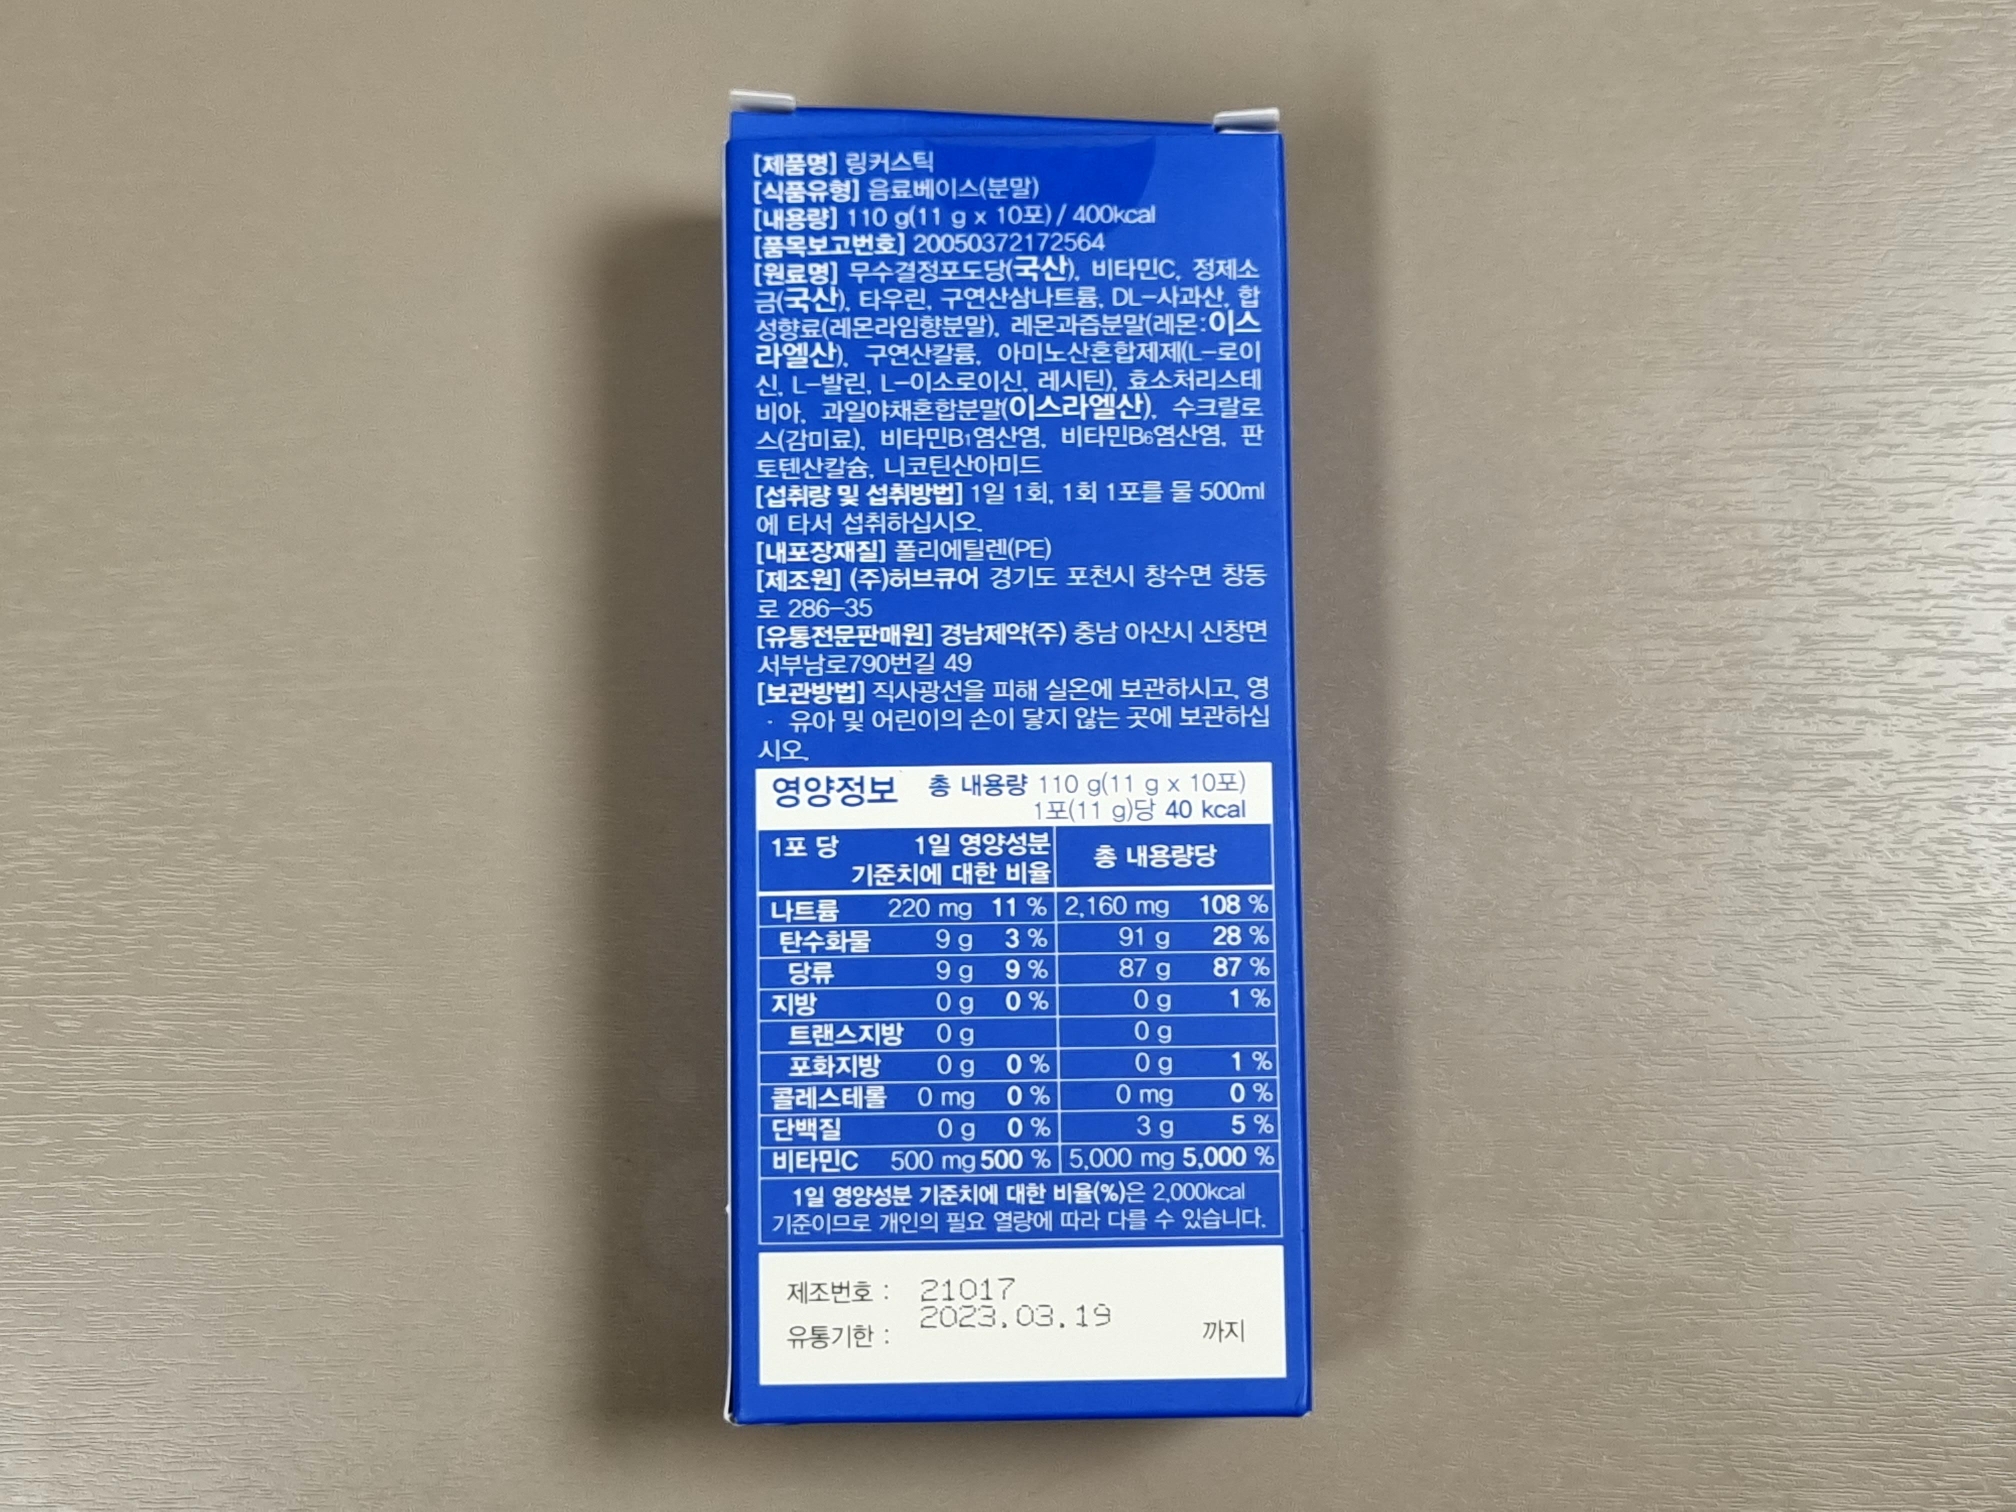 [제품명] 링커스틱
[식품유형] 음료베이스(분말)
[내용량] 110 g(11 g x 10포) / 400kcal
[품목보고번호] 20050372172564
[원료명] 무수결정포도당(국산), 비타민C, 정제소
금(국산), 타우린, 구연산삼나트륨, DL-사과산, 합
성향료(레몬라임향분말), 레몬과즙분말(레몬:이스
라엘산), 구연산칼륨, 아미노산혼합제제(L-로이
신, L-발린, L-이소로이신, 레시틴), 효소처리스테
비아, 과일야채혼합분말(이스라엘산), 수크랄로
스(감미료), 비타민B1염산염, 비타민B6염산염, 판
토텐산칼슘, 니코틴산아미드
[섭취량 및 섭취방법] 1일 1회, 1회 1포를 물 500ml
에 타서 섭취하십시오.
[내포장재질] 폴리에틸렌(PE)
[제조원] (주)허브큐어 경기도 포천시 창수면 창동
로 286-35
[유통전문판매원] 경남제약(주) 충남 아산시 신창면
서부남로790번길 49
[보관방법] 직사광선을 피해 실온에 보관하시고, 영
· 유아 및 어린이의 손이 닿지 않는 곳에 보관하십
시오.
영양정보 총 내용량 110 g(11 g x 10포)
1포(11 g)당 40 kcal
1포 당 1일 영양성분 총 내용량당
기준치에 대한 비율
나트륨 220 mg 11 % 2,160 mg 108 %
탄수화물 9 g 3 % 91 g 28 %
당류 9 g 9 % 87 g 87 %
지방 0 g 0 % 0 g 1 %
트랜스지방 0 g 0 g
포화지방 0 g 0 % 0 g 1 %
콜레스테롤 0 mg 0 % 0 mg 0 %
단백질 0 g 0 % 3 g 5 %
비타민C 500 mg 500 % 5,000 mg 5,000 %
1일 영양성분 기준치에 대한 비율(%)은 2,000kcal
기준이므로 개인의 필요 열량에 따라 다를 수 있습니다.
제조번호 : 21017
유통기한 : 2023.03.19 까지